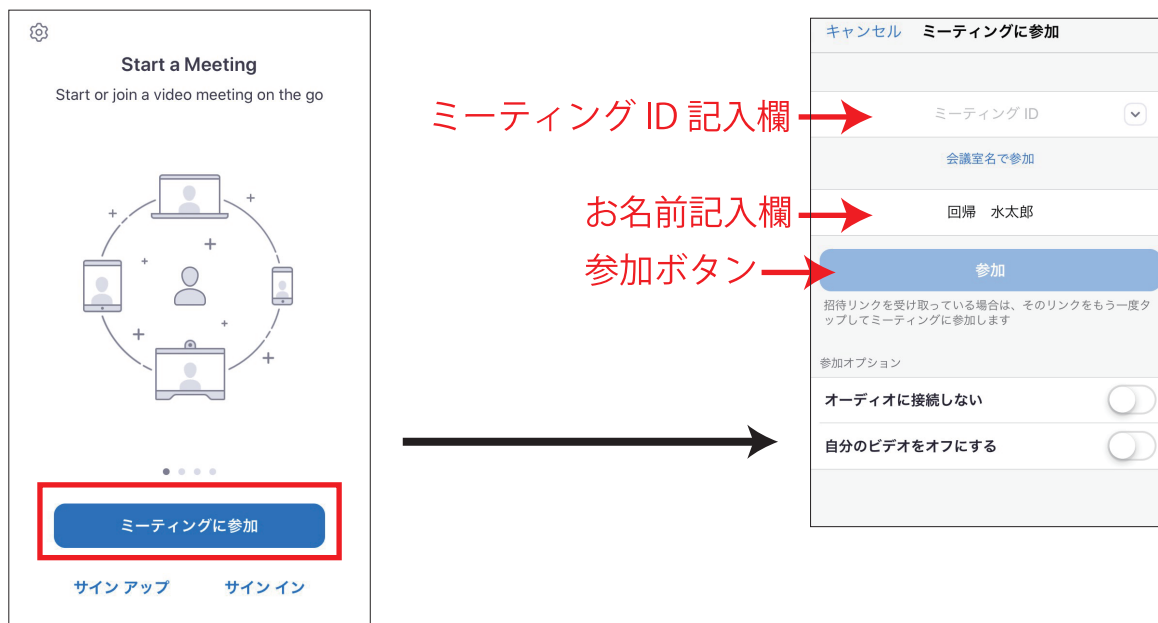 Start a Meeting
Start or join a video meeting on the go
ミーティングに参加
サイン アップ
サイン イン
ミーティング ID 記入欄
お名前記入欄
参加ボタン
キャンセル
ミーティングに参加
ミーティング ID
会議室名で参加
回帰 水太郎
参加
招待リンクを受け取っている場合は、そのリンクをもう一度タ
ップしてミーティングに参加します
参加オプション
オーディオに接続しない
自分のビデオをオフにする